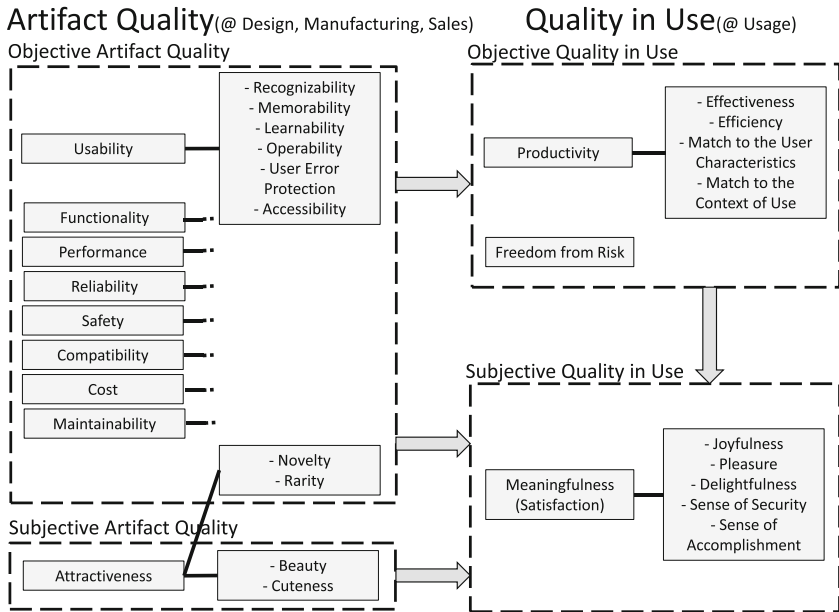 Artifact Quality(@ Design, Manufacturing, Sales)
Objective Artifact Quality
Usability
- Recognizability
- Memorability
- Learnability
- Operability
- User Error
Protection
- Accessibility
Functionality
Performance
Reliability
Safety
Compatibility
Cost
Maintainability
- Novelty
- Rarity
Subjective Artifact Quality
Attractiveness
- Beauty
- Cuteness
Quality in Use(@ Usage)
Objective Quality in Use
Productivity
- Effectiveness
- Efficiency
- Match to the User
Characteristics
- Match to the
Context of Use
Freedom from Risk
Subjective Quality in Use
Meaningfulness
(Satisfaction)
- Joyfulness
- Pleasure
- Delightfulness
- Sense of Security
- Sense of
Accomplishment